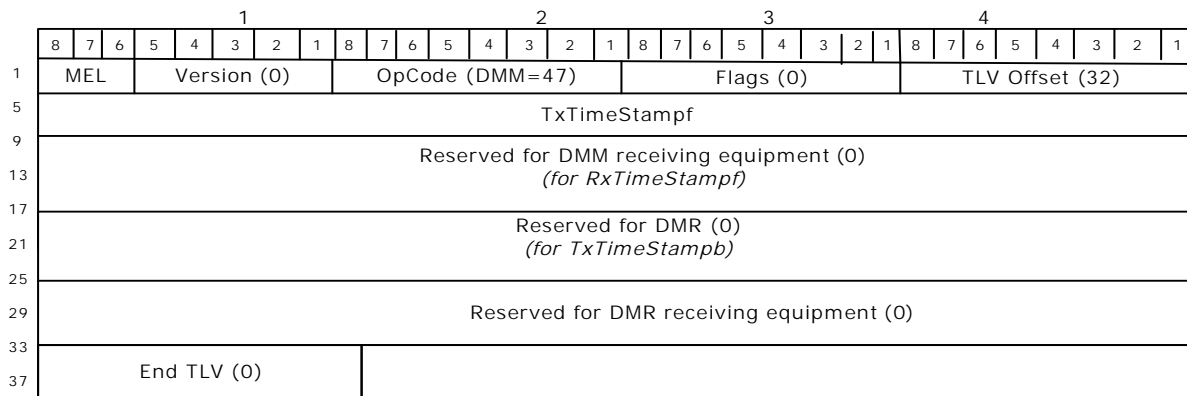 1 2 3 4
8 7 6 5 4 3 2 1 8 7 6 5 4 3 2 1 8 7 6 5 4 3 2 1 8 7 6 5 4 3 2 1
1 MEL Version (0) OpCode (DMM=47) Flags (0) TLV Offset (32)
5 TxTimeStampf
9 Reserved for DMM receiving equipment (0)
13 (for RxTimeStampf)
17
Reserved for DMR (0)
21 (for TxTimeStampb)
25
29 Reserved for DMR receiving equipment (0)
33
End TLV (0)
37